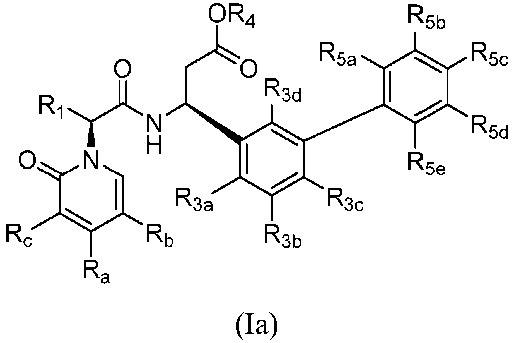 OR4
R5b
R5a
R5c
O
O
R3d
R1
N
H
R5d
O
N
R5e
R3a
R3c
Rc
Rb
R3b
Ra
(Ia)